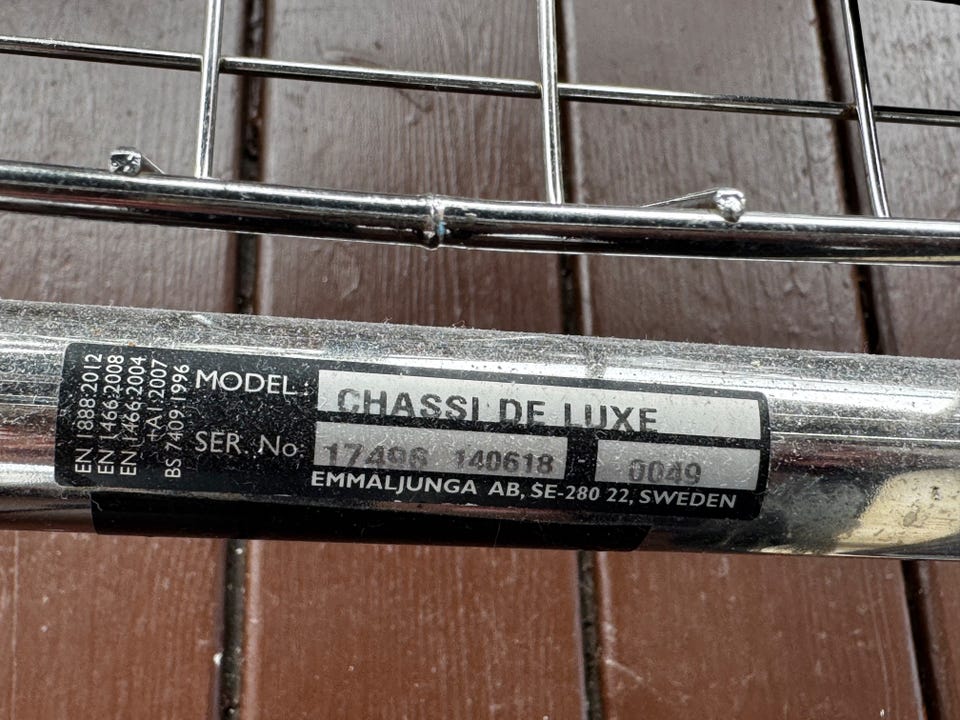 EN 1888:2012
EN 1466:2008
EN 1466:2004
+A1:2007
BS 7409:1996
MODEL: CHASSI DE LUXE
SER. No: 17496 140618 - 0049
EMMALJUNGA AB, SE-280 22, SWEDEN